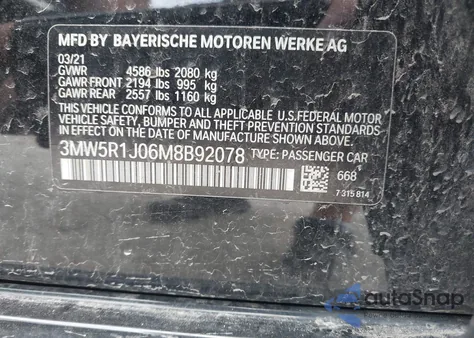 MFD BY BAYERISCHE MOTOREN WERKE AG
03/21
GVWR 4586 lbs 2080 kg
GAWR FRONT 2194 lbs 995 kg
GAWR REAR 2557 lbs 1160 kg
THIS VEHICLE CONFORMS TO ALL APPLICABLE U.S.FEDERAL MOTOR
VEHICLE SAFETY, BUMPER AND THEFT PREVENTION STANDARDS
IN EFFECT ON THE DATE OF MANUFACTURE SHOWN ABOVE.
3MW5R1J06M8B92078 TYPE: PASSENGER CAR
668
7 315 814
autoSnap